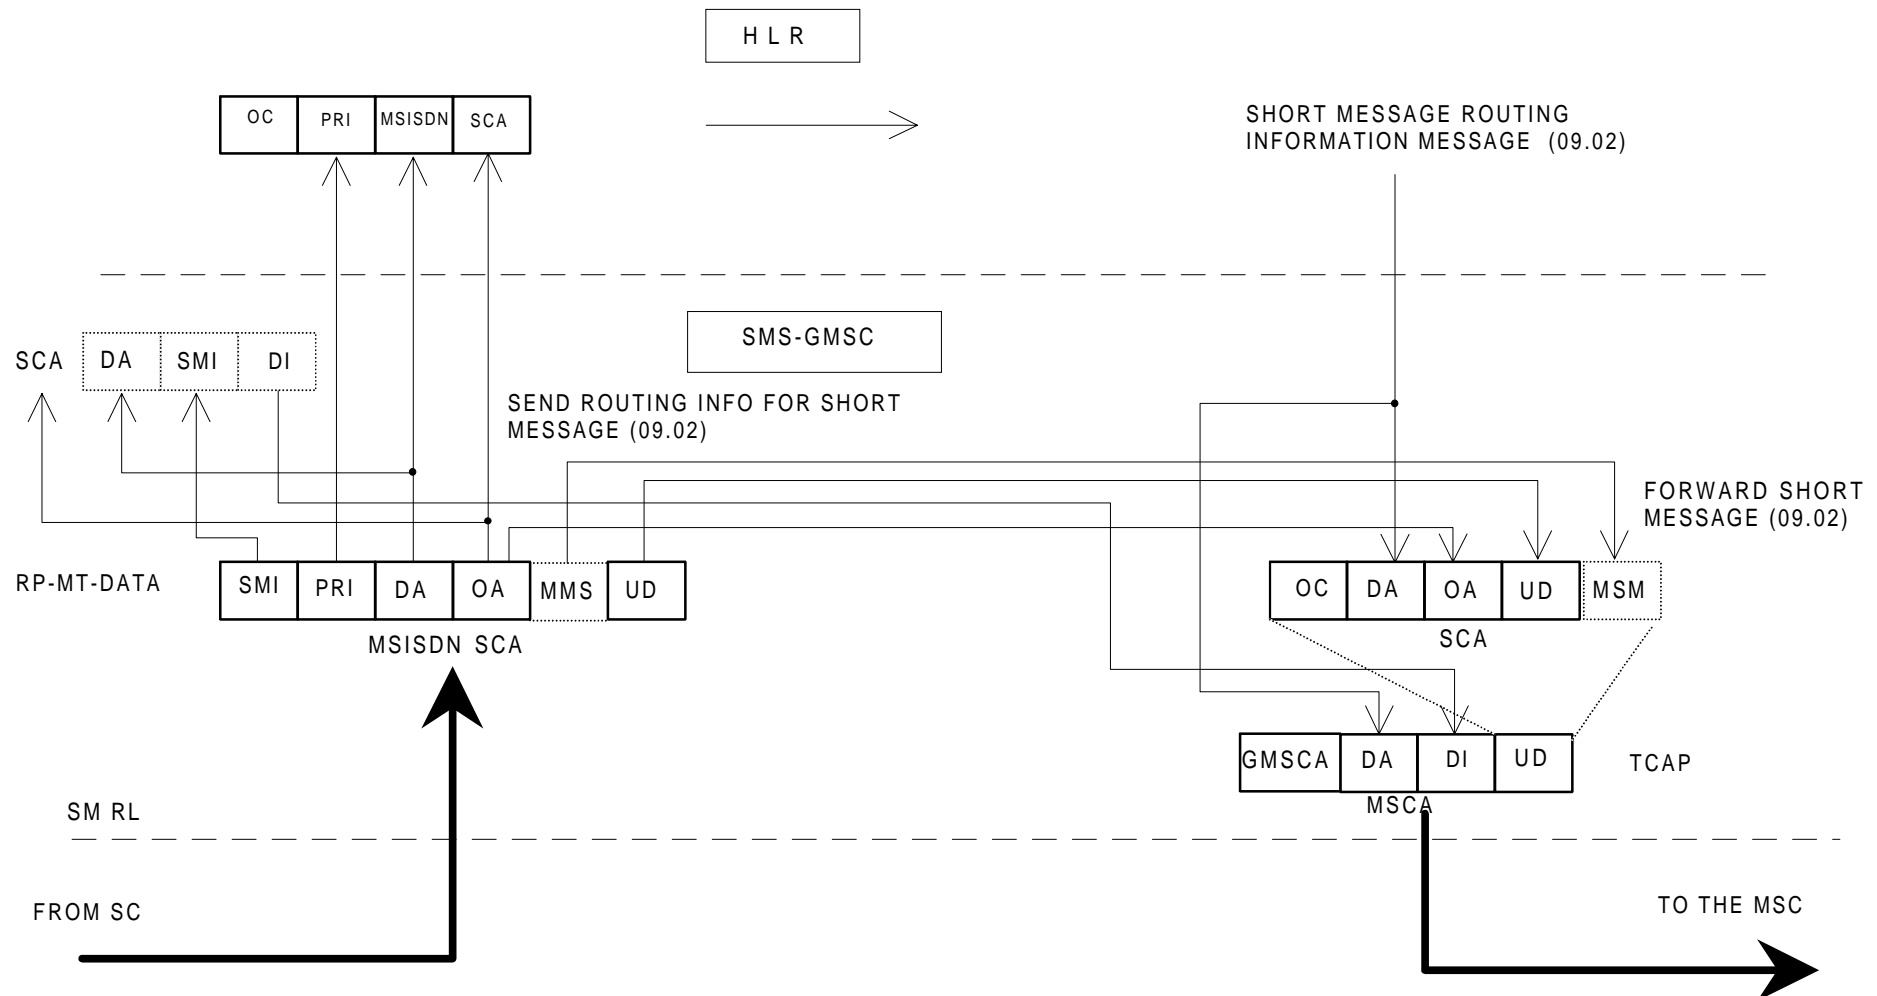 H L R
OC PRI MSISDN SCA
SHORT MESSAGE ROUTING
INFORMATION MESSAGE (09.02)
SMS-GMSC
SCA DA SMI DI
SEND ROUTING INFO FOR SHORT
MESSAGE (09.02)
FORWARD SHORT
MESSAGE (09.02)
RP-MT-DATA SMI PRI DA OA MMS UD
MSISDN SCA
OC DA OA UD MSM
SCA
GMSCA DA DI UD TCAP
MSCA
SM RL
FROM SC
TO THE MSC